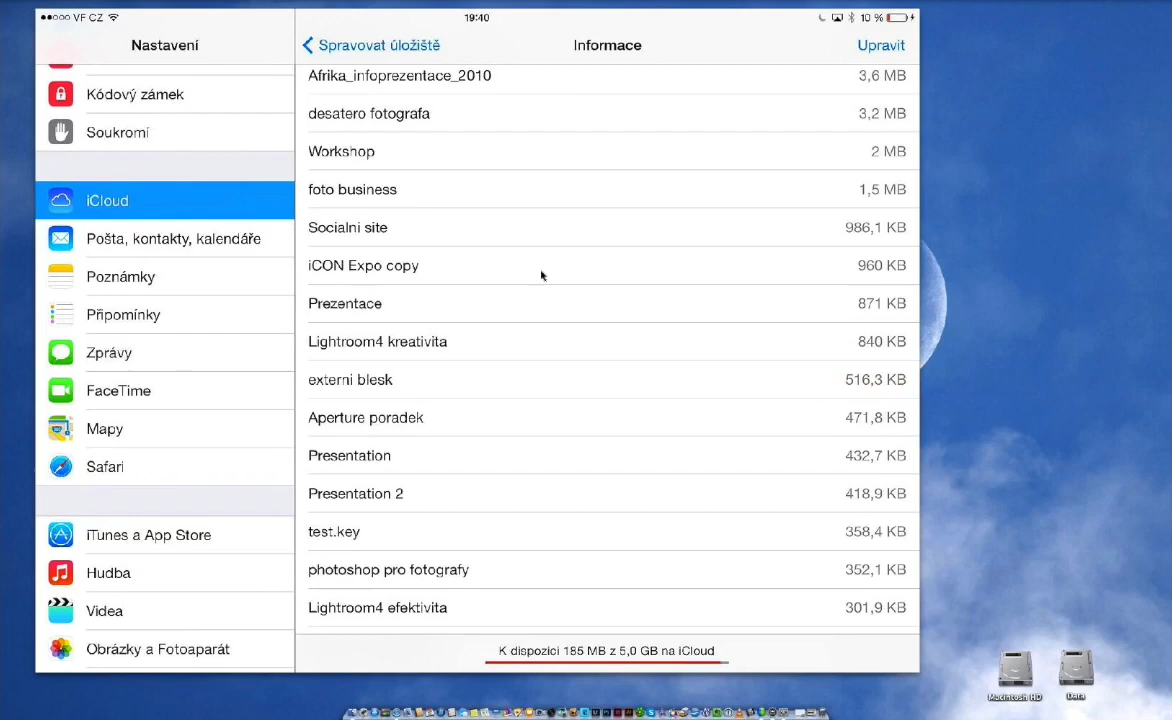 VF CZ
19:40
10 %
Nastavení
Spravovat úložiště
Informace
Upravit
Kódový zámek
Soukromí
iCloud
Pošta, kontakty, kalendáře
Poznámky
Připomínky
Zprávy
FaceTime
Mapy
Safari
iTunes a App Store
Hudba
Videa
Obrázky a Fotoaparát
Afrika_infoprezentace_2010 3,6 MB
desatero fotografa 3,2 MB
Workshop 2 MB
foto business 1,5 MB
Socialni site 986,1 KB
iCON Expo copy 960 KB
Prezentace 871 KB
Lightroom4 kreativita 840 KB
externi blesk 516,3 KB
Aperture poradek 471,8 KB
Presentation 432,7 KB
Presentation 2 418,9 KB
test.key 358,4 KB
photoshop pro fotografy 352,1 KB
Lightroom4 efektivita 301,9 KB
K dispozici 185 MB z 5,0 GB na iCloud
Macintosh HD
Data